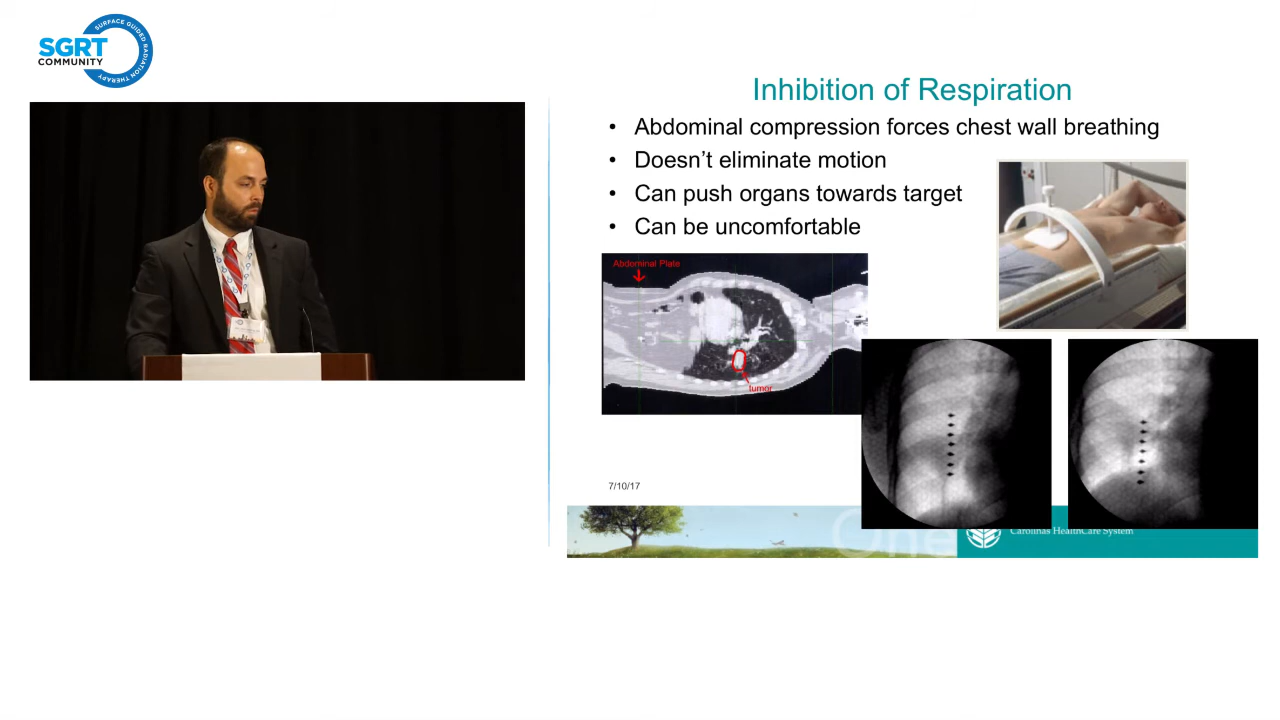 SURFACE GUIDED RADIATION THERAPY
SGRT
COMMUNITY
Inhibition of Respiration
• Abdominal compression forces chest wall breathing
• Doesn’t eliminate motion
• Can push organs towards target
• Can be uncomfortable
Abdominal Plate
tumor
7/10/17
One
Carolinas HealthCare System